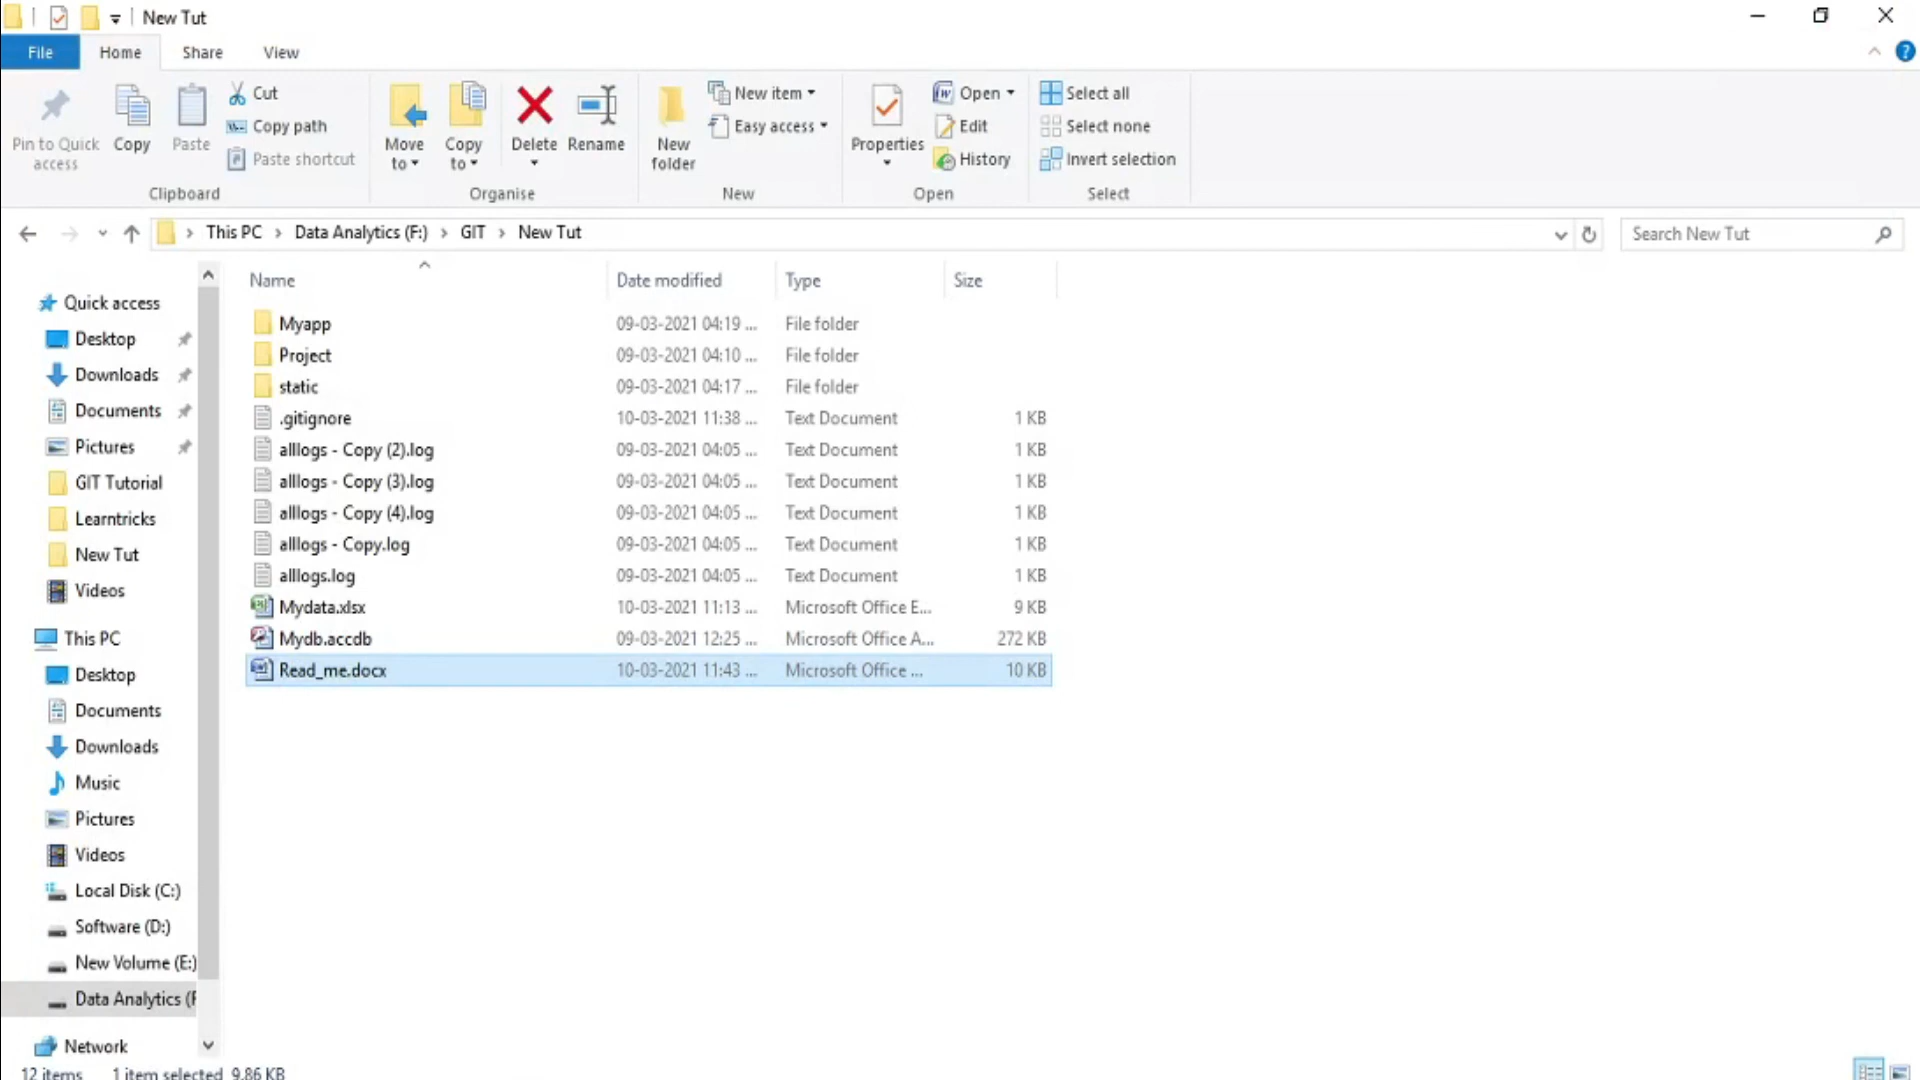 New Tut
File Home Share View
Pin to Quick access
Copy
Paste
Cut
Copy path
Paste shortcut
Clipboard
Move to
Copy to
Delete
Rename
Organise
New folder
New item
Easy access
New
Properties
Open
Edit
History
Open
Select all
Select none
Invert selection
Select
This PC > Data Analytics (F:) > GIT > New Tut
Search New Tut
Quick access
Desktop
Downloads
Documents
Pictures
GIT Tutorial
Learntricks
New Tut
Videos
This PC
Desktop
Documents
Downloads
Music
Pictures
Videos
Local Disk (C:)
Software (D:)
New Volume (E:)
Data Analytics (F
Network
Name Date modified Type Size
Myapp 09-03-2021 04:19 ... File folder
Project 09-03-2021 04:10 ... File folder
static 09-03-2021 04:17 ... File folder
.gitignore 10-03-2021 11:38 ... Text Document 1 KB
alllogs - Copy (2).log 09-03-2021 04:05 ... Text Document 1 KB
alllogs - Copy (3).log 09-03-2021 04:05 ... Text Document 1 KB
alllogs - Copy (4).log 09-03-2021 04:05 ... Text Document 1 KB
alllogs - Copy.log 09-03-2021 04:05 ... Text Document 1 KB
alllogs.log 09-03-2021 04:05 ... Text Document 1 KB
Mydata.xlsx 10-03-2021 11:13 ... Microsoft Office E... 9 KB
Mydb.accdb 09-03-2021 12:25 ... Microsoft Office A... 272 KB
Read_me.docx 10-03-2021 11:43 ... Microsoft Office ... 10 KB
12 items 1 item selected 9.86 KB